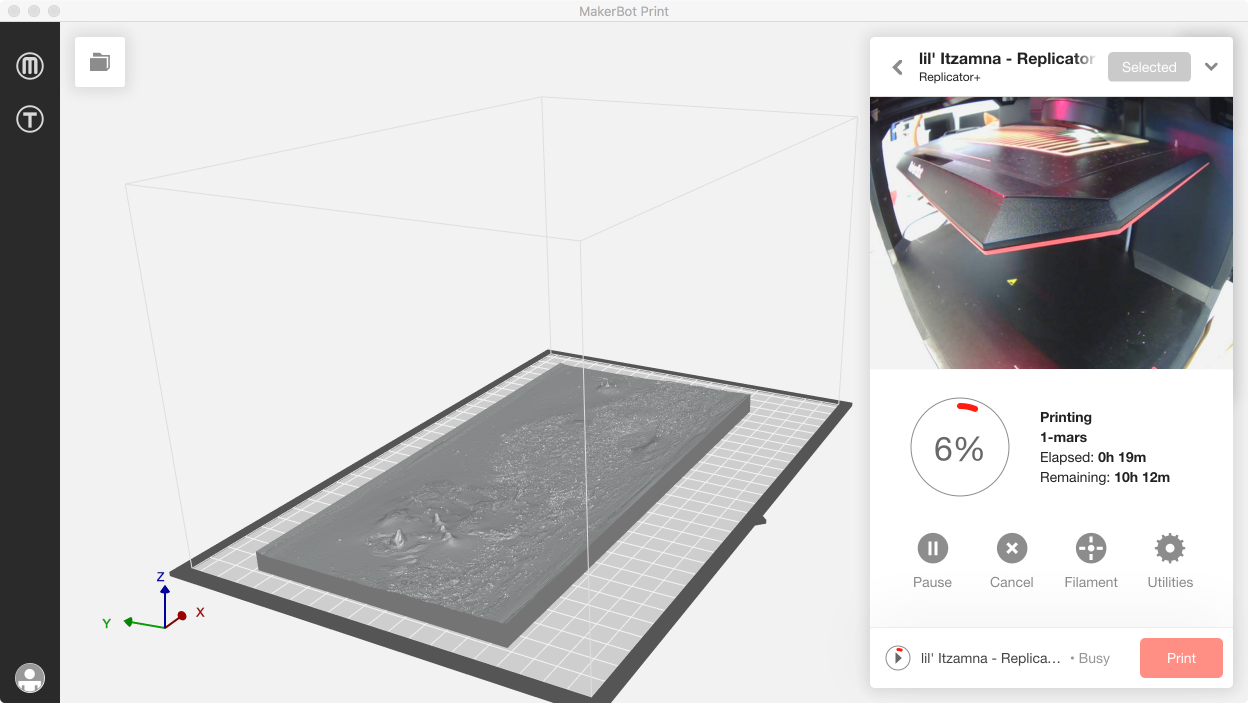 MakerBot Print
lil' Itzamna - Replicator
Replicator+
Selected
6%
Printing
1-mars
Elapsed: 0h 19m
Remaining: 10h 12m
Pause
Cancel
Filament
Utilities
Z
Y
X
lil' Itzamna - Replica…
• Busy
Print